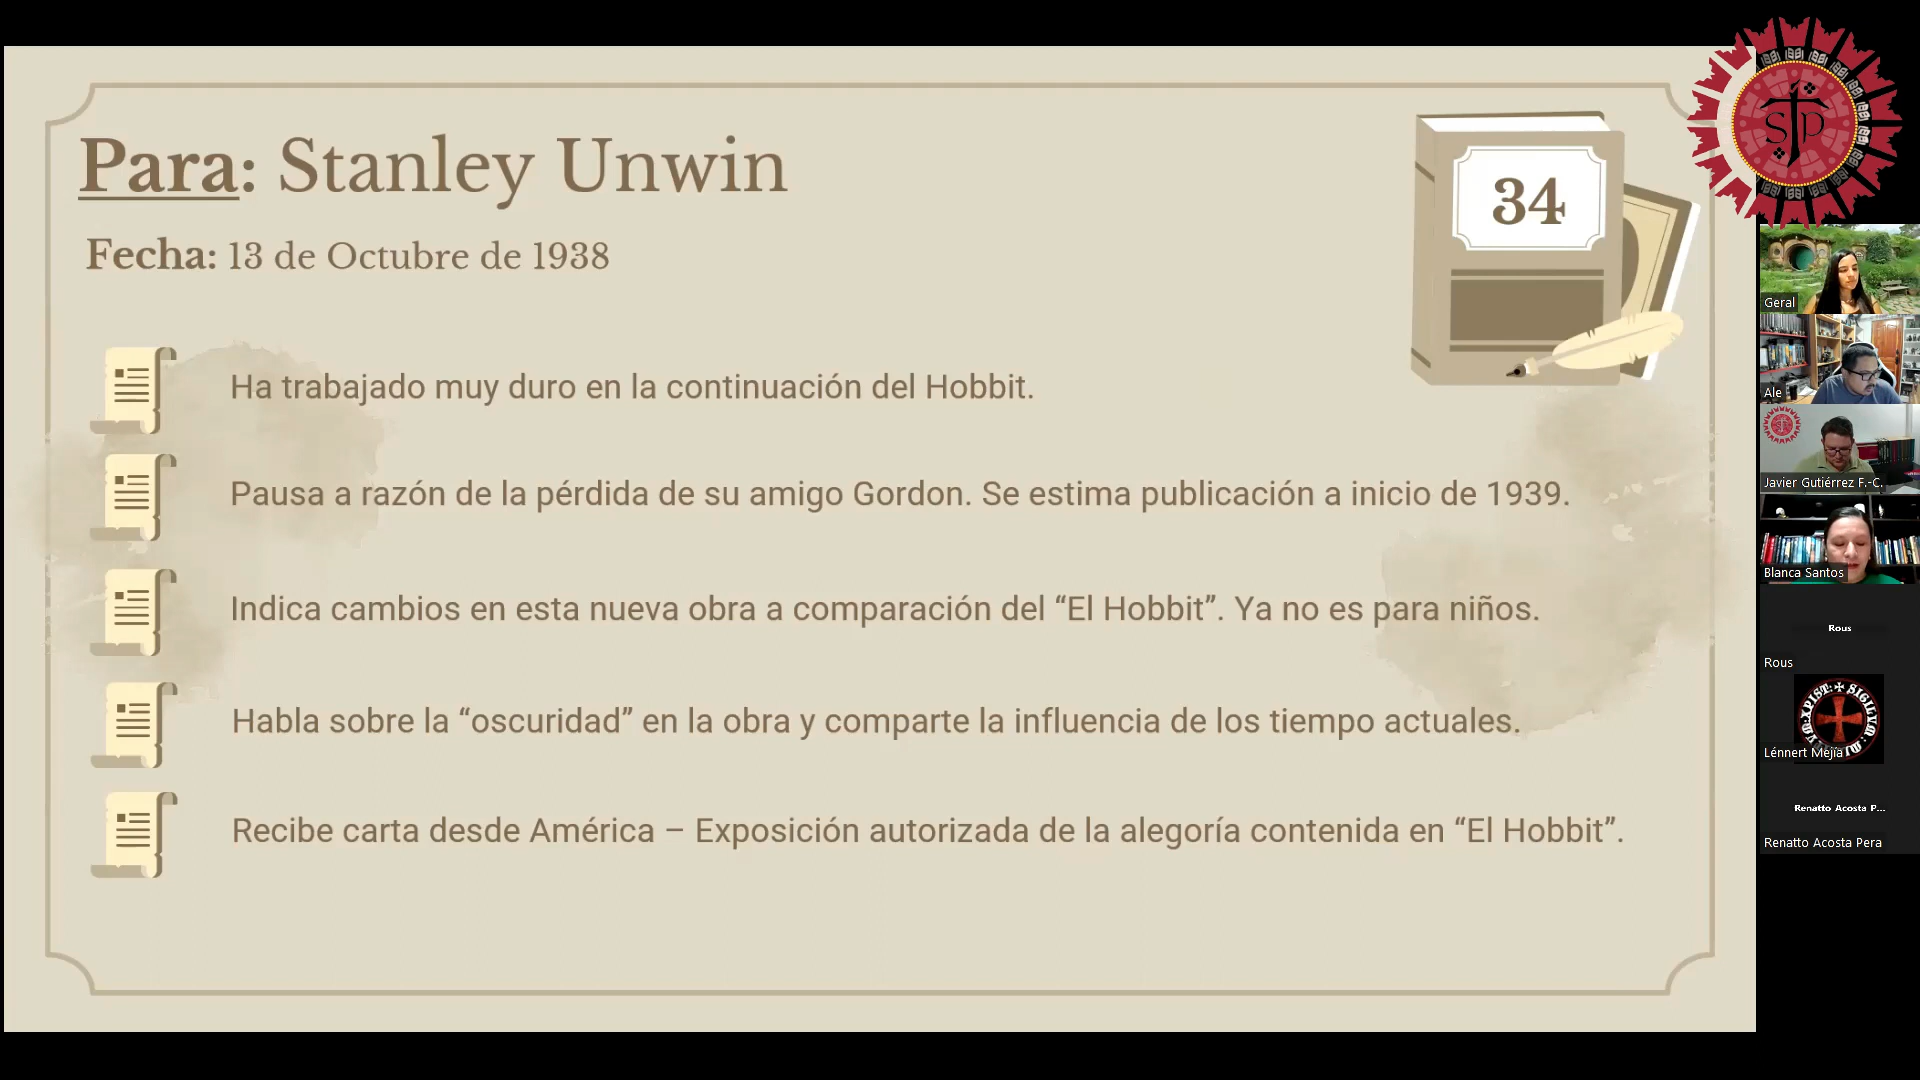 Para: Stanley Unwin
Fecha: 13 de Octubre de 1938
34
Ha trabajado muy duro en la continuación del Hobbit.
Pausa a razón de la pérdida de su amigo Gordon. Se estima publicación a inicio de 1939.
Indica cambios en esta nueva obra a comparación del “El Hobbit”. Ya no es para niños.
Habla sobre la “oscuridad” en la obra y comparte la influencia de los tiempo actuales.
Recibe carta desde América – Exposición autorizada de la alegoría contenida en “El Hobbit”.
Geral
Ale
Javier Gutiérrez F.-C.
Blanca Santos
Rous
Rous
Lénnert Mejía
Renatto Acosta P...
Renatto Acosta Pera